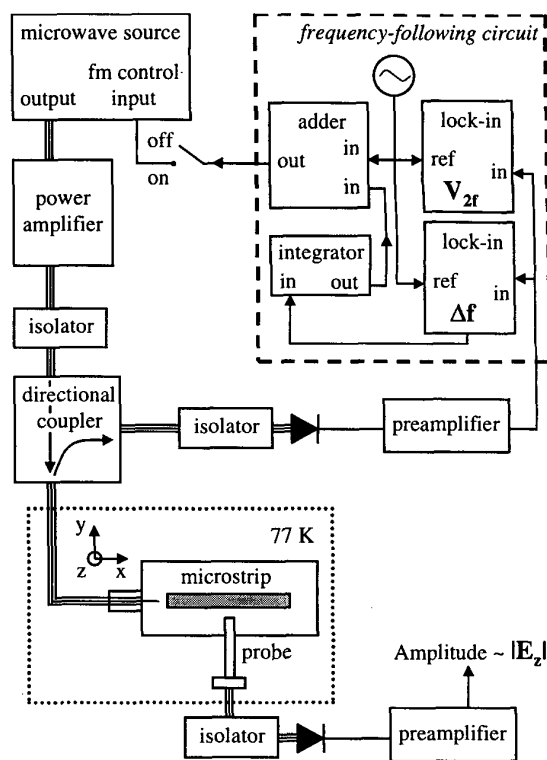 microwave source
fm control
output input
off
on
frequency-following circuit
adder
in
out
in
lock-in
ref
in
V2f
integrator
in out
lock-in
ref
in
Δf
power
amplifier
isolator
directional
coupler
isolator
preamplifier
77 K
y
z x
microstrip
probe
isolator
Amplitude ~ |Ez|
preamplifier